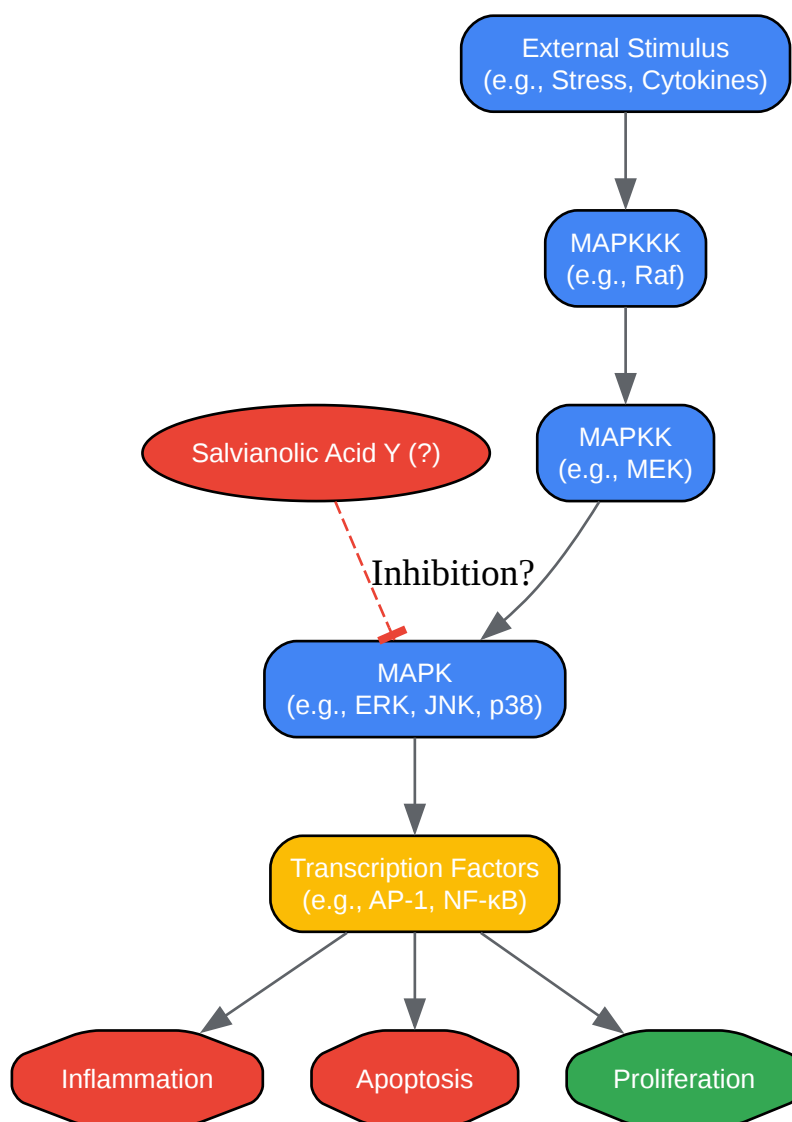 External Stimulus
(e.g., Stress, Cytokines)
MAPKKK
(e.g., Raf)
MAPKK
(e.g., MEK)
Salvianolic Acid Y (?)
Inhibition?
MAPK
(e.g., ERK, JNK, p38)
Transcription Factors
(e.g., AP-1, NF-κB)
Inflammation
Apoptosis
Proliferation